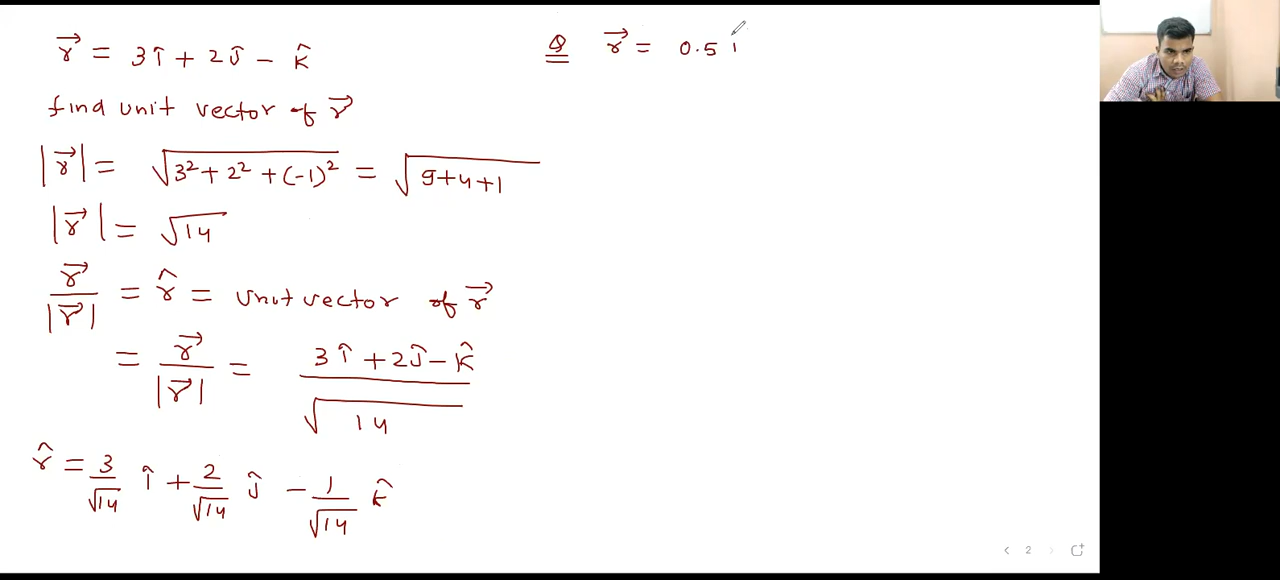 r⃗ = 3î + 2ĵ − k̂
find unit vector of r⃗
|r⃗| = √(3² + 2² + (-1)²) = √(9+4+1)
|r⃗| = √14
r⃗/|r⃗| = r̂ = unit vector of r⃗
= r⃗/|r⃗| = (3î + 2ĵ − k̂)/√14
r̂ = 3/√14 î + 2/√14 ĵ − 1/√14 k̂
Q r⃗ = 0.5 i
2